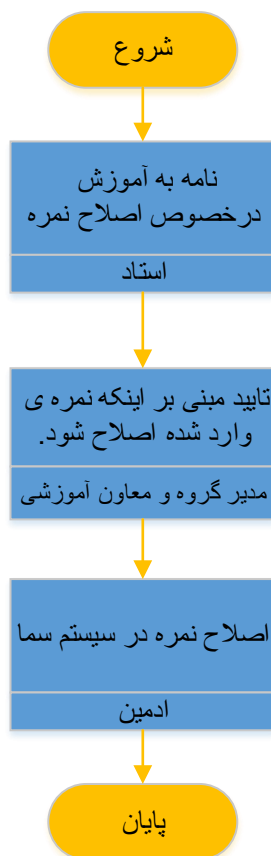 شروع
نامه به آموزش
درخصوص اصلاح نمره
استاد
تایید مبنی بر اینکه نمره ی
وارد شده اصلاح شود.
مدیر گروه و معاون آموزشی
اصلاح نمره در سیستم سما
ادمین
پایان